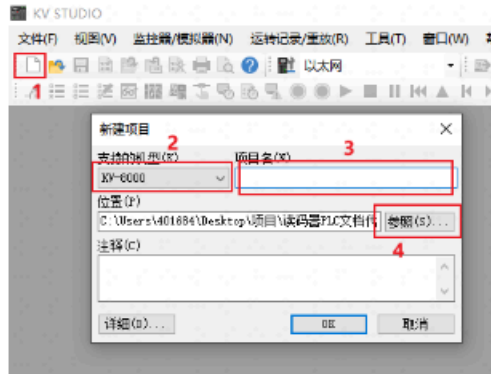 KV STUDIO
文件(F) 视图(V) 监控器/模拟器(N) 运转记录/重放(R) 工具(T) 窗口(W)
1
以太网
新建项目
2
3
支持的机型(K) 项目名(N)
KV-8000
位置(P)
C:\Users\401684\Desktop\项目\读码器PLC文档代 参照(S)...
4
注释(C)
详细(D)... OK 取消